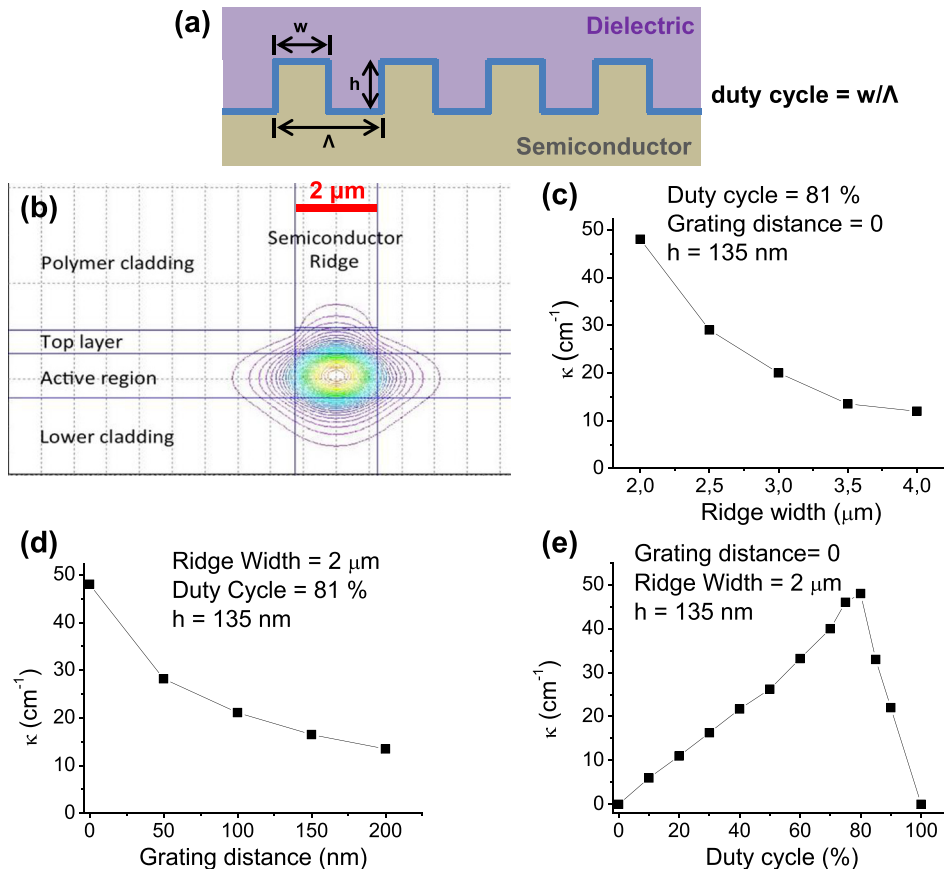 (a)
w
Dielectric
h
duty cycle = w/Λ
Λ
Semiconductor
(b)
2 µm
Semiconductor
Ridge
Polymer cladding
Top layer
Active region
Lower cladding
(c)
Duty cycle = 81 %
Grating distance = 0
h = 135 nm
50
40
30
20
10
0
κ (cm⁻¹)
2,0 2,5 3,0 3,5 4,0
Ridge width (µm)
(d)
Ridge Width = 2 µm
Duty Cycle = 81 %
h = 135 nm
50
40
30
20
10
0
κ (cm⁻¹)
0 50 100 150 200
Grating distance (nm)
(e)
Grating distance= 0
Ridge Width = 2 µm
h = 135 nm
50
40
30
20
10
0
κ (cm⁻¹)
0 20 40 60 80 100
Duty cycle (%)